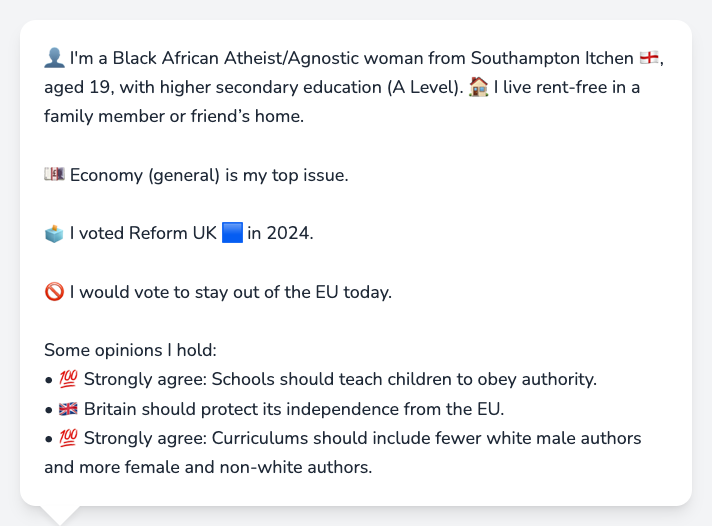 👤 I'm a Black African Atheist/Agnostic woman from Southampton Itchen 🏴󠁧󠁢󠁥󠁮󠁧󠁿,
aged 19, with higher secondary education (A Level). 🏠 I live rent-free in a
family member or friend’s home.
💷 Economy (general) is my top issue.
🗳️ I voted Reform UK 🟦 in 2024.
🚫 I would vote to stay out of the EU today.
Some opinions I hold:
• 💯 Strongly agree: Schools should teach children to obey authority.
• 🇬🇧 Britain should protect its independence from the EU.
• 💯 Strongly agree: Curriculums should include fewer white male authors
and more female and non-white authors.